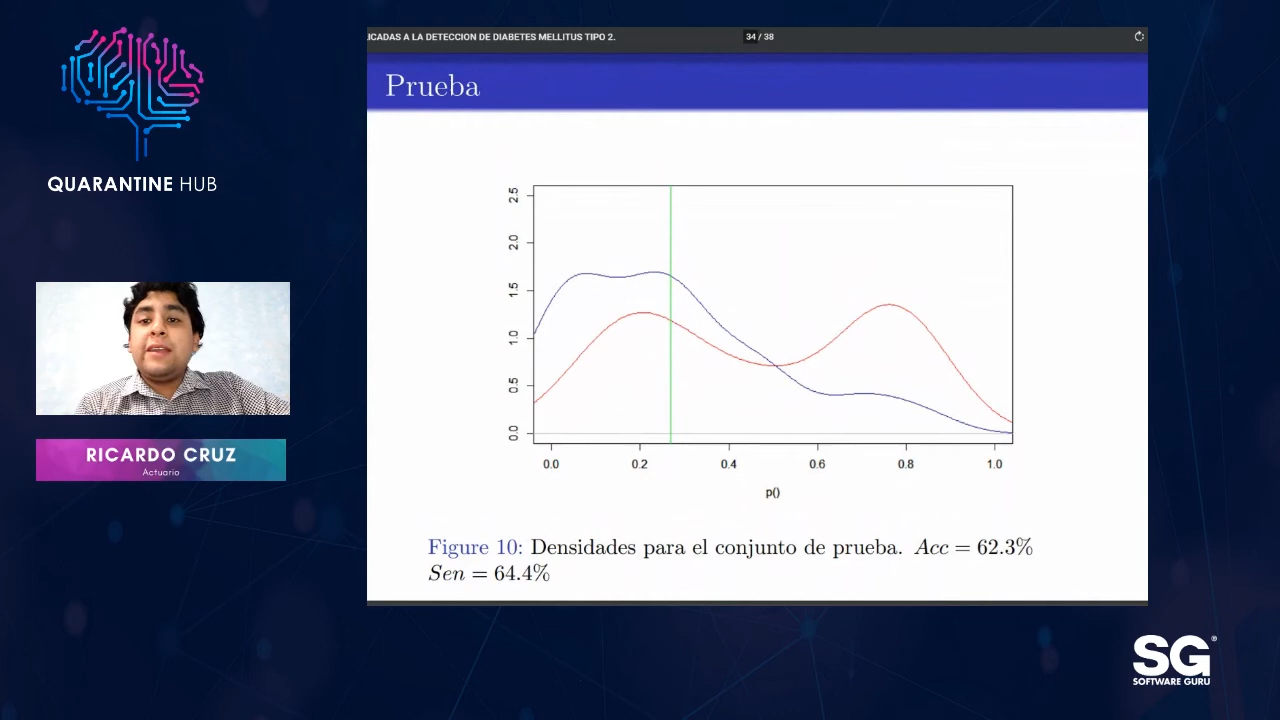 QUARANTINE HUB
RICARDO CRUZ
Actuario
ICADAS A LA DETECCION DE DIABETES MELLITUS TIPO 2.
34 / 38
Prueba
2.5
2.0
1.5
1.0
0.5
0.0
0.0 0.2 0.4 0.6 0.8 1.0
p()
Figure 10: Densidades para el conjunto de prueba. Acc = 62.3%
Sen = 64.4%
SG®
SOFTWARE GURU